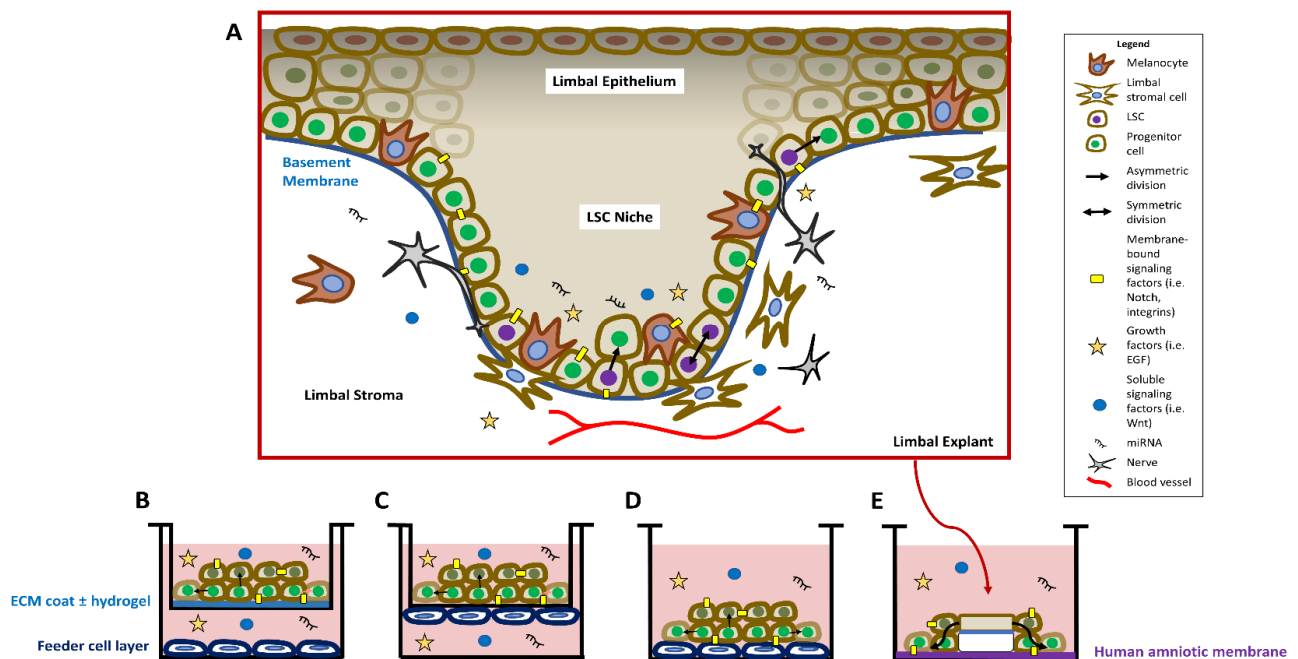 A
Limbal Epithelium
Basement
Membrane
LSC Niche
Limbal Stroma
Limbal Explant
Legend
Melanocyte
Limbal
stromal cell
LSC
Progenitor
cell
Asymmetric
division
Symmetric
division
Membrane-
bound
signaling
factors (i.e.
Notch,
integrins)
Growth
factors (i.e.
EGF)
Soluble
signaling
factors (i.e.
Wnt)
miRNA
Nerve
Blood vessel
B
C
D
E
ECM coat ± hydrogel
Feeder cell layer
Human amniotic membrane